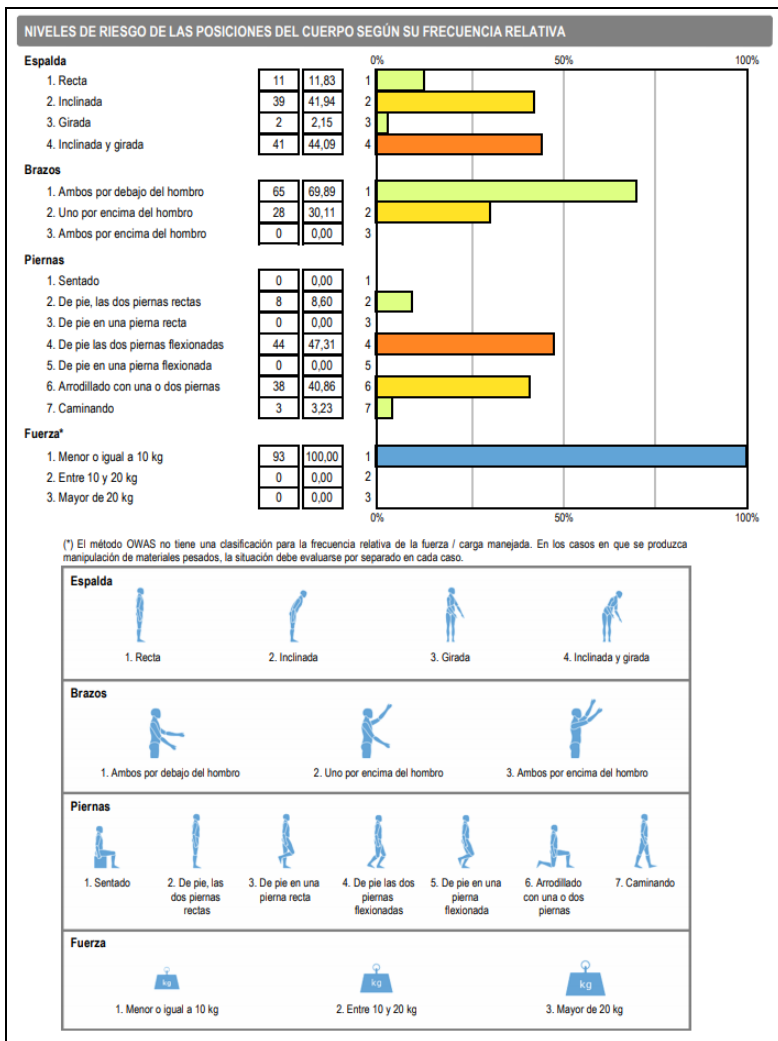 NIVELES DE RIESGO DE LAS POSICIONES DEL CUERPO SEGÚN SU FRECUENCIA RELATIVA
Espalda
0% 50% 100%
1. Recta 11 11,83 1
2. Inclinada 39 41,94 2
3. Girada 2 2,15 3
4. Inclinada y girada 41 44,09 4
Brazos
1. Ambos por debajo del hombro 65 69,89 1
2. Uno por encima del hombro 28 30,11 2
3. Ambos por encima del hombro 0 0,00 3
Piernas
1. Sentado 0 0,00 1
2. De pie, las dos piernas rectas 8 8,60 2
3. De pie en una pierna recta 0 0,00 3
4. De pie las dos piernas flexionadas 44 47,31 4
5. De pie en una pierna flexionada 0 0,00 5
6. Arrodillado con una o dos piernas 38 40,86 6
7. Caminando 3 3,23 7
Fuerza*
1. Menor o igual a 10 kg 93 100,00 1
2. Entre 10 y 20 kg 0 0,00 2
3. Mayor de 20 kg 0 0,00 3
0% 50% 100%
(*) El método OWAS no tiene una clasificación para la frecuencia relativa de la fuerza / carga manejada. En los casos en que se produzca
manipulación de materiales pesados, la situación debe evaluarse por separado en cada caso.
Espalda
1. Recta 2. Inclinada 3. Girada 4. Inclinada y girada
Brazos
1. Ambos por debajo del hombro 2. Uno por encima del hombro 3. Ambos por encima del hombro
Piernas
1. Sentado 2. De pie, las 3. De pie en una 4. De pie las dos 5. De pie en una 6. Arrodillado 7. Caminando
dos piernas pierna recta piernas pierna con una o dos
rectas flexionadas flexionada piernas
Fuerza
kg kg kg
1. Menor o igual a 10 kg 2. Entre 10 y 20 kg 3. Mayor de 20 kg